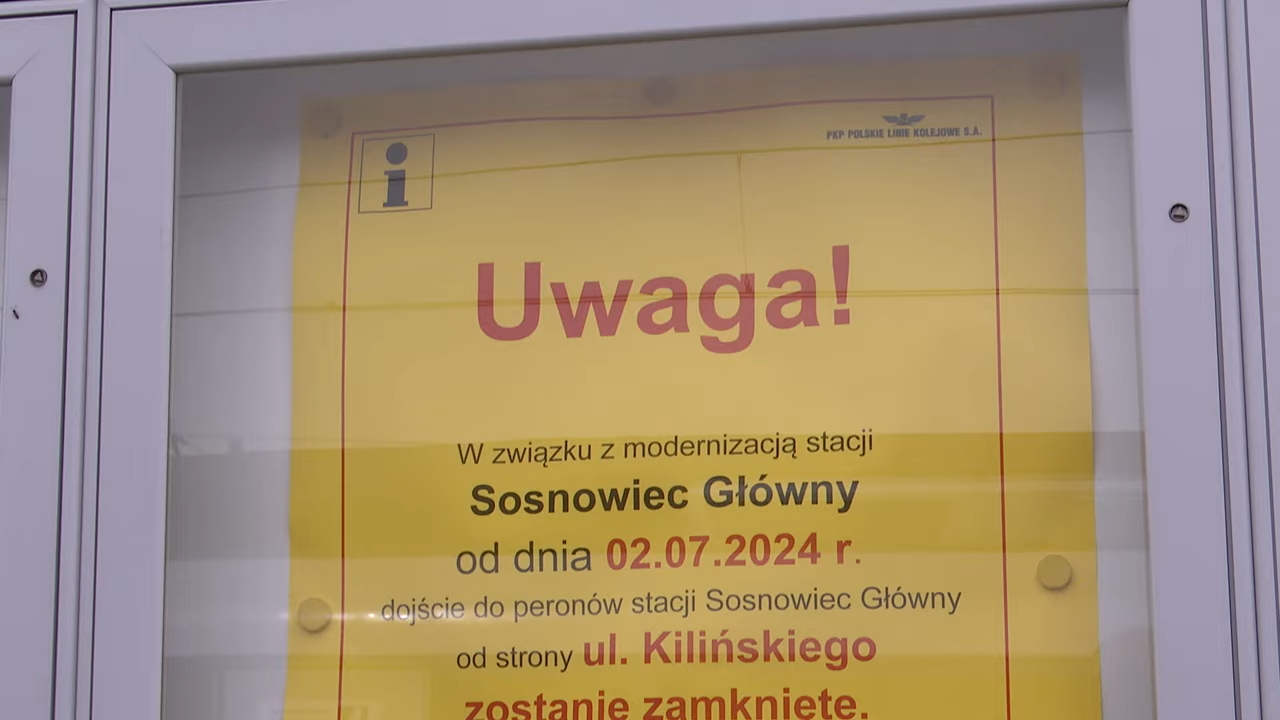 i
PKP POLSKIE LINIE KOLEJOWE S.A.
Uwaga!
W związku z modernizacją stacji
Sosnowiec Główny
od dnia 02.07.2024 r.
dojście do peronów stacji Sosnowiec Główny
od strony ul. Kilińskiego
zostanie zamknięte.